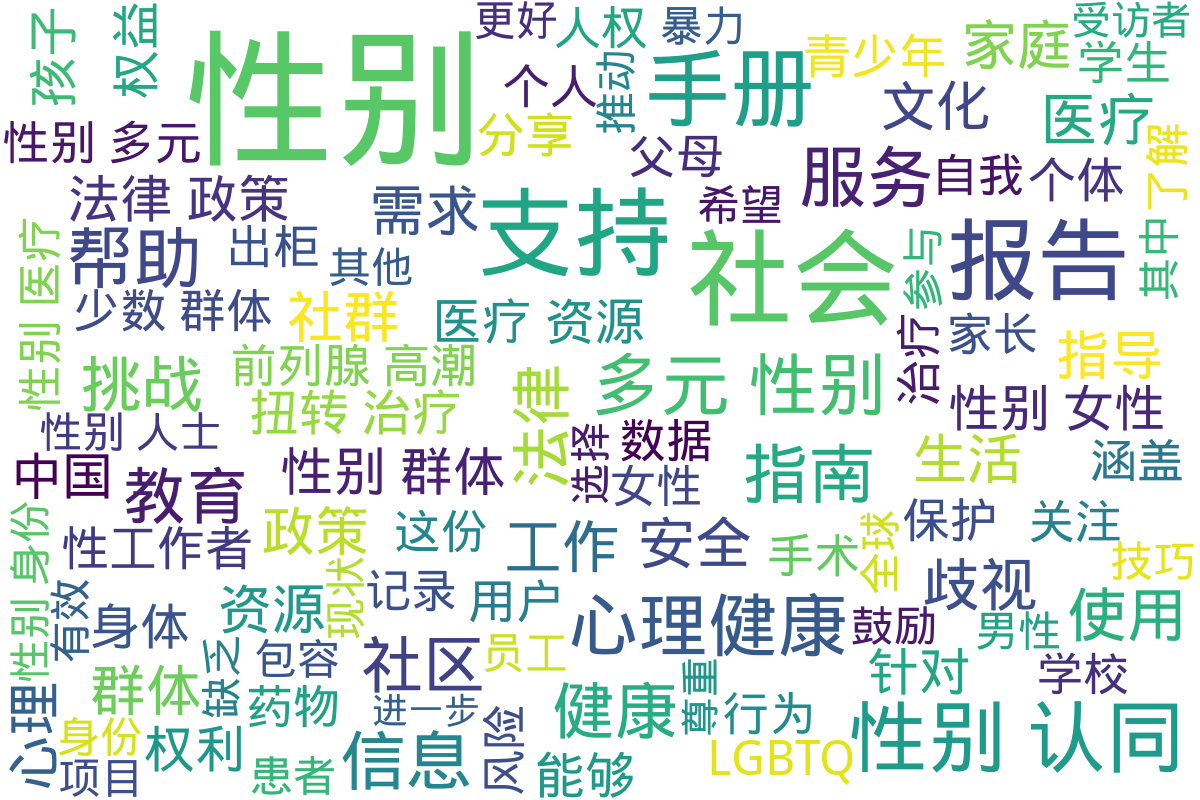 性别
更好
人权
暴力
青少年
家庭
受访者
学生
孩子
权益
个人
推动
手册
文化
医疗
了解
性别 多元
分享
父母
服务
自我
个体
法律 政策
需求
支持
希望
社会
参与
报告
其中
帮助
出柜
其他
性别 医疗
少数 群体
社群
医疗 资源
治疗
家长
指导
挑战
前列腺 高潮
多元 性别
扭转 治疗
法律
性别 女性
性别 人士
选择
数据
指南
生活
涵盖
中国
教育
性别 群体
女性
性别 身份
性工作者
政策
这份
工作
安全
手术
全球
保护
关注
技巧
有效
身体
资源
现状
记录
用户
心理健康
鼓励
歧视
男性
使用
心理
群体
缺乏
包容
社区
员工
健康
尊重
针对
学校
药物
进一步
风险
行为
性别 认同
身份
权利
项目
患者
信息
能够
LGBTQ